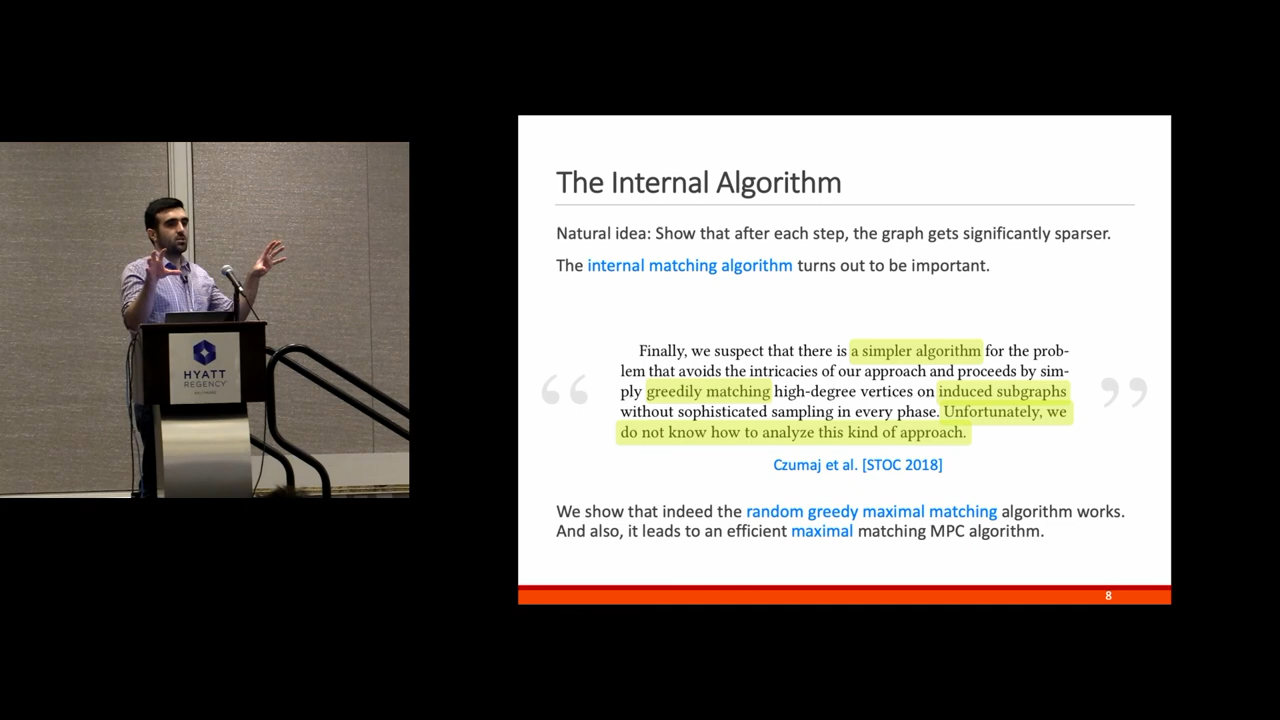 The Internal Algorithm
Natural idea: Show that after each step, the graph gets significantly sparser.
The internal matching algorithm turns out to be important.
“
Finally, we suspect that there is a simpler algorithm for the prob-
lem that avoids the intricacies of our approach and proceeds by sim-
ply greedily matching high-degree vertices on induced subgraphs
without sophisticated sampling in every phase. Unfortunately, we
do not know how to analyze this kind of approach.
”
Czumaj et al. [STOC 2018]
We show that indeed the random greedy maximal matching algorithm works.
And also, it leads to an efficient maximal matching MPC algorithm.
8
HYATT
REGENCY